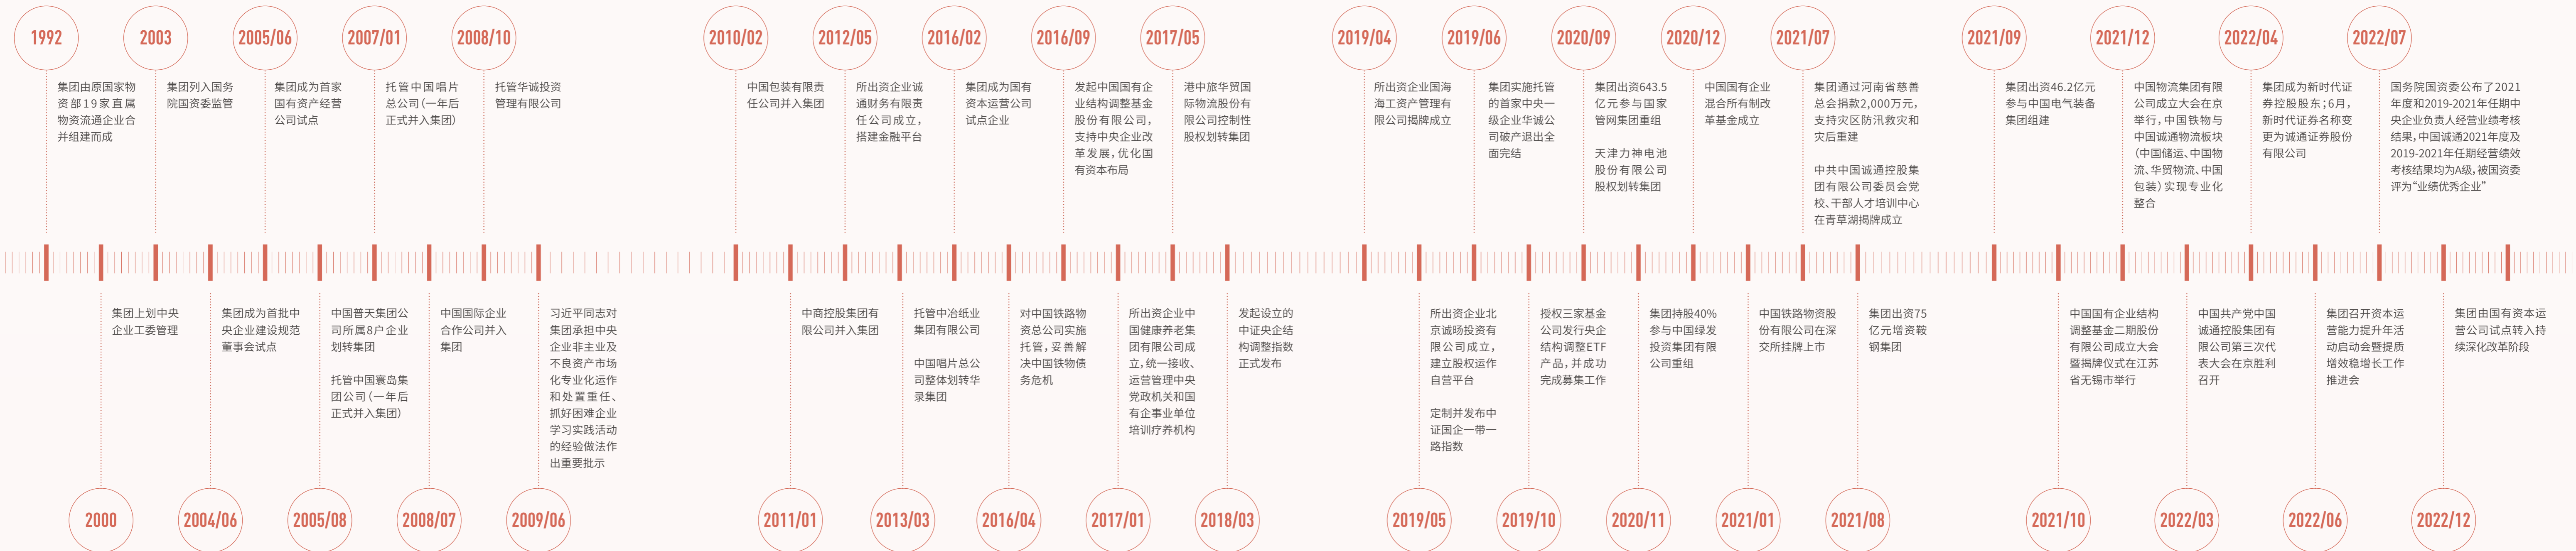 1992
集团由原国家物
资部19家直属
物资流通企业合
并组建而成
2000
集团上划中央
企业工委管理
2003
集团列入国务
院国资委监管
2004/06
集团成为首批中
央企业建设规范
董事会试点
2005/06
集团成为首家
国有资产经营
公司试点
2005/08
中国普天集团公
司所属8户企业
划转集团
托管中国寰岛集
团公司（一年后
正式并入集团）
2007/01
托管中国唱片
总公司（一年后
正式并入集团）
2008/07
中国国际企业
合作公司并入
集团
2008/10
托管华诚投资
管理有限公司
2009/06
习近平同志对
集团承担中央
企业非主业及
不良资产市场
化专业化运作
和处置重任、
抓好困难企业
学习实践活动
的经验做法作
出重要批示
2010/02
中国包装有限责
任公司并入集团
2011/01
中商控股集团有
限公司并入集团
2012/05
所出资企业诚
通财务有限责
任公司成立，
搭建金融平台
2013/03
托管中冶纸业
集团有限公司
中国唱片总公
司整体划转华
录集团
2016/02
集团成为国有
资本运营公司
试点企业
2016/04
对中国铁路物
资总公司实施
托管，妥善解
决中国铁物债
务危机
2016/09
发起中国国有企
业结构调整基金
股份有限公司，
支持中央企业改
革发展，优化国
有资本布局
2017/01
所出资企业中
国健康养老集
团有限公司成
立，统一接收、
运营管理中央
党政机关和国
有企事业单位
培训疗养机构
2017/05
港中旅华贸国
际物流股份有
限公司控制性
股权划转集团
2018/03
发起设立的
中证央企结
构调整指数
正式发布
2019/04
所出资企业国海
海工资产管理有
限公司揭牌成立
2019/05
所出资企业北
京诚旸投资有
限公司成立，
建立股权运作
自营平台
定制并发布中
证国企一带一
路指数
2019/06
集团实施托管
的首家中央一
级企业华诚公
司破产退出全
面完结
2019/10
授权三家基金
公司发行央企
结构调整ETF
产品，并成功
完成募集工作
2020/09
集团出资643.5
亿元参与国家
管网集团重组
天津力神电池
股份有限公司
股权划转集团
2020/11
集团持股40%
参与中国绿发
投资集团有限
公司重组
2020/12
中国国有企业
混合所有制改
革基金成立
2021/01
中国铁路物资股
份有限公司在深
交所挂牌上市
2021/07
集团通过河南省慈善
总会捐款2,000万元，
支持灾区防汛救灾和
灾后重建
中共中国诚通控股集
团有限公司委员会党
校、干部人才培训中心
在青草湖揭牌成立
2021/08
集团出资75
亿元增资鞍
钢集团
2021/09
集团出资46.2亿元
参与中国电气装备
集团组建
2021/10
中国国有企业结构
调整基金二期股份
有限公司成立大会
暨揭牌仪式在江苏
省无锡市举行
2021/12
中国物流集团有限
公司成立大会在京
举行，中国铁物与
中国诚通物流板块
（中国储运、中国物
流、华贸物流、中国
包装）实现专业化
整合
2022/03
中国共产党中国
诚通控股集团有
限公司第三次代
表大会在京胜利
召开
2022/04
集团成为新时代证
券控股股东；6月，
新时代证券名称变
更为诚通证券股份
有限公司
2022/06
集团召开资本运
营能力提升年活
动启动会暨提质
增效稳增长工作
推进会
2022/07
国务院国资委公布了2021
年度和2019-2021年任期中
央企业负责人经营业绩考核
结果，中国诚通2021年度及
2019-2021年任期经营绩效
考核结果均为A级，被国资委
评为“业绩优秀企业”
2022/12
集团由国有资本运
营公司试点转入持
续深化改革阶段